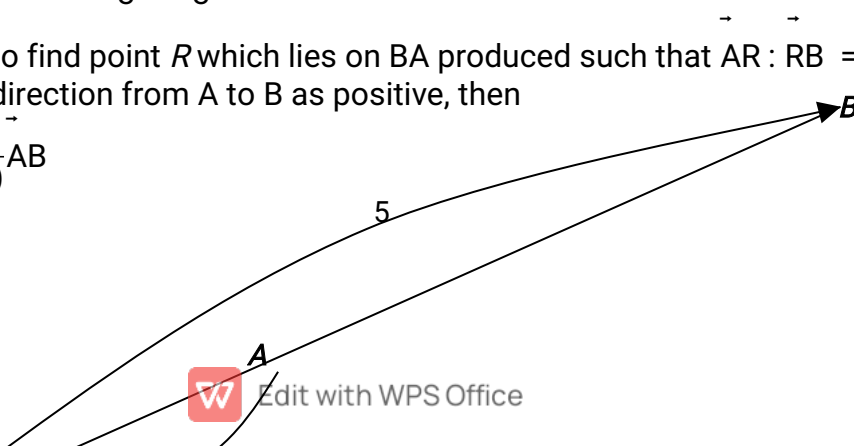 o find point R which lies on BA produced such that AR : RB =
direction from A to B as positive, then
AB
B
5
A
Edit with WPS Office